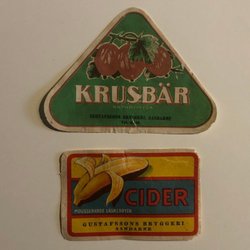 KRUSBÄR
GUSTAFSSONS BRYGGERI, SANDARNE
CIDER
MOUSSERANDE LÄSKEDRYCK
GUSTAFSSONS BRYGGERI
SANDARNE